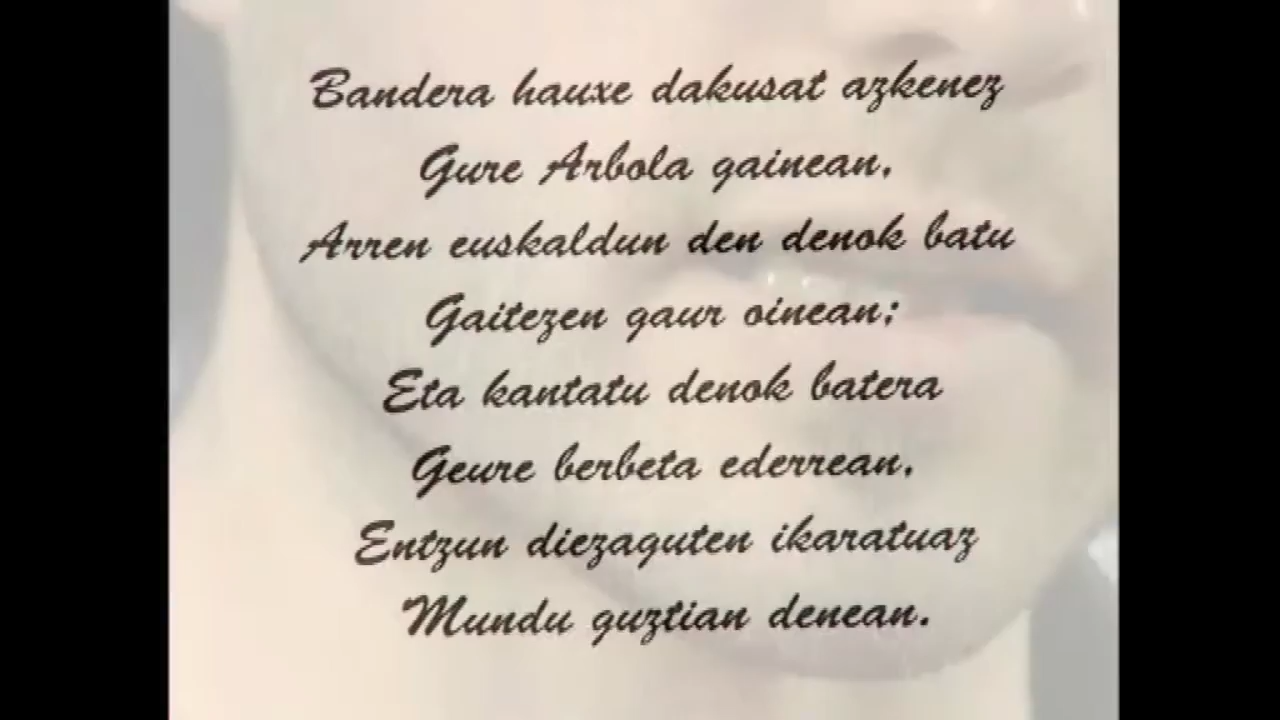 Bandera hauxe dakusat azkenez
Gure Arbola gainean,
Arren euskaldun den denok batu
Gaitezen gaur oinean;
Eta kantatu denok batera
Geure berbeta ederrean,
Entzun diezaguten ikaratuaz
Mundu guztian denean.